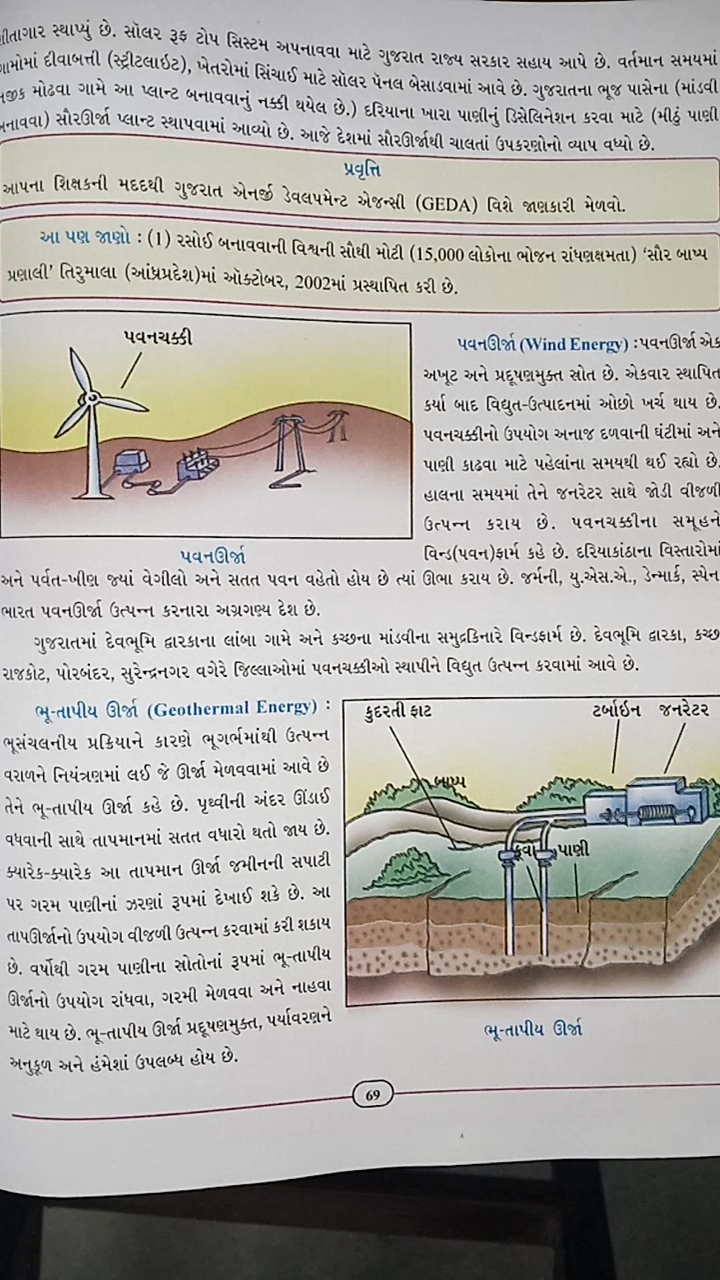 શીતાગાર સ્થાપ્યું છે. સૉલર રૂફ ટોપ સિસ્ટમ અપનાવવા માટે ગુજરાત રાજ્ય સરકાર સહાય આપે છે. વર્તમાન સમયમાં
ગામોમાં દીવાબત્તી (સ્ટ્રીટલાઇટ), ખેતરોમાં સિંચાઈ માટે સૉલર પૅનલ બેસાડવામાં આવે છે. ગુજરાતના ભૂજ પાસેના (માંડવી
નજીક મોઢવા ગામે આ પ્લાન્ટ બનાવવાનું નક્કી થયેલ છે.) દરિયાના ખારા પાણીનું ડિસેલિનેશન કરવા માટે (મીઠું પાણી
બનાવવા) સૌરઊર્જા પ્લાન્ટ સ્થાપવામાં આવ્યો છે. આજે દેશમાં સૌરઊર્જાથી ચાલતાં ઉપકરણોનો વ્યાપ વધ્યો છે.
પ્રવૃત્તિ
આપના શિક્ષકની મદદથી ગુજરાત એનર્જી ડેવલપમેન્ટ એજન્સી (GEDA) વિશે જાણકારી મેળવો.
આ પણ જાણો : (1) રસોઈ બનાવવાની વિશ્વની સૌથી મોટી (15,000 લોકોના ભોજન રાંધણક્ષમતા) ‘સૌર બાષ્પ
પ્રણાલી’ તિરુમાલા (આંધ્રપ્રદેશ)માં ઑક્ટોબર, 2002માં પ્રસ્થાપિત કરી છે.
પવનચક્કી
પવનઊર્જા
પવનઊર્જા (Wind Energy) : પવનઊર્જા એક
અખૂટ અને પ્રદૂષણમુક્ત સ્રોત છે. એકવાર સ્થાપિત
કર્યા બાદ વિદ્યુત-ઉત્પાદનમાં ઓછો ખર્ચ થાય છે.
પવનચક્કીનો ઉપયોગ અનાજ દળવાની ઘંટીમાં અને
પાણી કાઢવા માટે પહેલાંના સમયથી થઈ રહ્યો છે.
હાલના સમયમાં તેને જનરેટર સાથે જોડી વીજળી
ઉત્પન્ન કરાય છે. પવનચક્કીના સમૂહને
વિન્ડ(પવન)ફાર્મ કહે છે. દરિયાકાંઠાના વિસ્તારોમાં
અને પર્વત-ખીણ જ્યાં વેગીલો અને સતત પવન વહેતો હોય છે ત્યાં ઊભા કરાય છે. જર્મની, યુ.એસ.એ., ડેન્માર્ક, સ્પેન
ભારત પવનઊર્જા ઉત્પન્ન કરનારા અગ્રગણ્ય દેશ છે.
ગુજરાતમાં દેવભૂમિ દ્વારકાના લાંબા ગામે અને કચ્છના માંડવીના સમુદ્રકિનારે વિન્ડફાર્મ છે. દેવભૂમિ દ્વારકા, કચ્છ
રાજકોટ, પોરબંદર, સુરેન્દ્રનગર વગેરે જિલ્લાઓમાં પવનચક્કીઓ સ્થાપીને વિદ્યુત ઉત્પન્ન કરવામાં આવે છે.
ભૂ-તાપીય ઊર્જા (Geothermal Energy) :
ભૂસંચલનીય પ્રક્રિયાને કારણે ભૂગર્ભમાંથી ઉત્પન્ન
વરાળને નિયંત્રણમાં લઈ જે ઊર્જા મેળવવામાં આવે છે
તેને ભૂ-તાપીય ઊર્જા કહે છે. પૃથ્વીની અંદર ઊંડાઈ
વધવાની સાથે તાપમાનમાં સતત વધારો થતો જાય છે.
ક્યારેક-ક્યારેક આ તાપમાન ઊર્જા જમીનની સપાટી
પર ગરમ પાણીનાં ઝરણાં રૂપમાં દેખાઈ શકે છે. આ
તાપઊર્જાનો ઉપયોગ વીજળી ઉત્પન્ન કરવામાં કરી શકાય
છે. વર્ષોથી ગરમ પાણીના સ્રોતોનાં રૂપમાં ભૂ-તાપીય
ઊર્જાનો ઉપયોગ રાંધવા, ગરમી મેળવવા અને નાહવા
માટે થાય છે. ભૂ-તાપીય ઊર્જા પ્રદૂષણમુક્ત, પર્યાવરણને
અનુકૂળ અને હંમેશાં ઉપલબ્ધ હોય છે.
કુદરતી ફાટ
ટર્બાઇન જનરેટર
બાષ્પ
કૂવા પાણી
ભૂ-તાપીય ઊર્જા
69